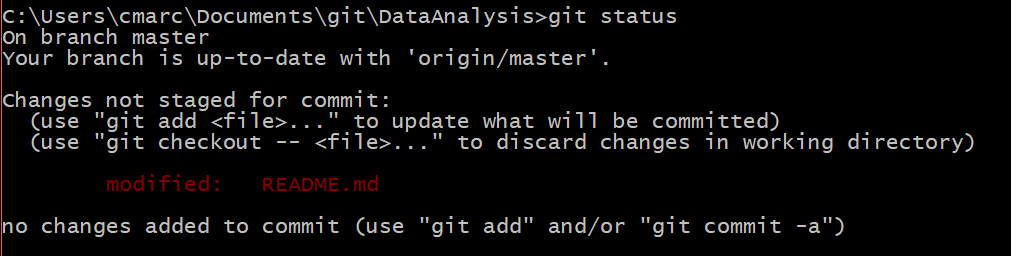 C:\Users\cmarc\Documents\git\DataAnalysis>git status
On branch master
Your branch is up-to-date with 'origin/master'.
Changes not staged for commit:
(use "git add <file>..." to update what will be committed)
(use "git checkout -- <file>..." to discard changes in working directory)
modified: README.md
no changes added to commit (use "git add" and/or "git commit -a")